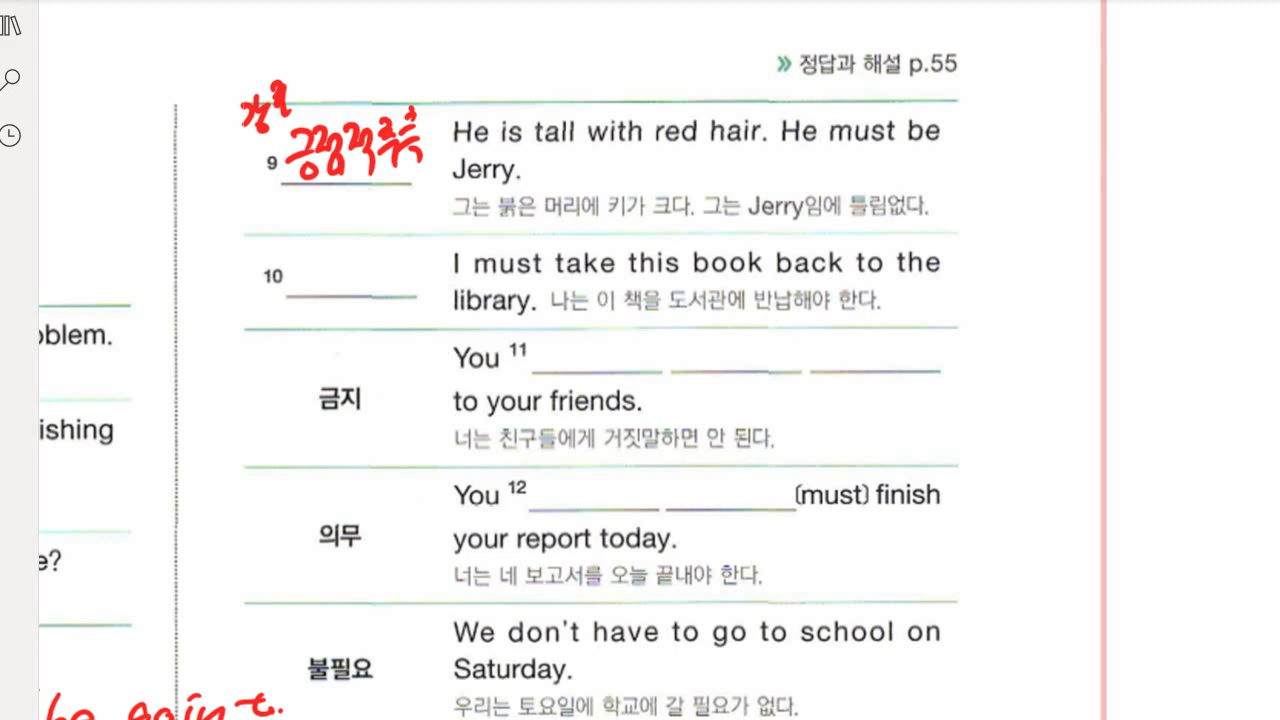 정답과 해설 p.55
강한
9 긍정적추측
He is tall with red hair. He must be
Jerry.
그는 붉은 머리에 키가 크다. 그는 Jerry임에 틀림없다.
10
I must take this book back to the
library. 나는 이 책을 도서관에 반납해야 한다.
You 11
금지
to your friends.
너는 친구들에게 거짓말하면 안 된다.
You 12 (must) finish
의무
your report today.
너는 네 보고서를 오늘 끝내야 한다.
We don't have to go to school on
불필요
Saturday.
우리는 토요일에 학교에 갈 필요가 없다.
oblem.
ishing
e?